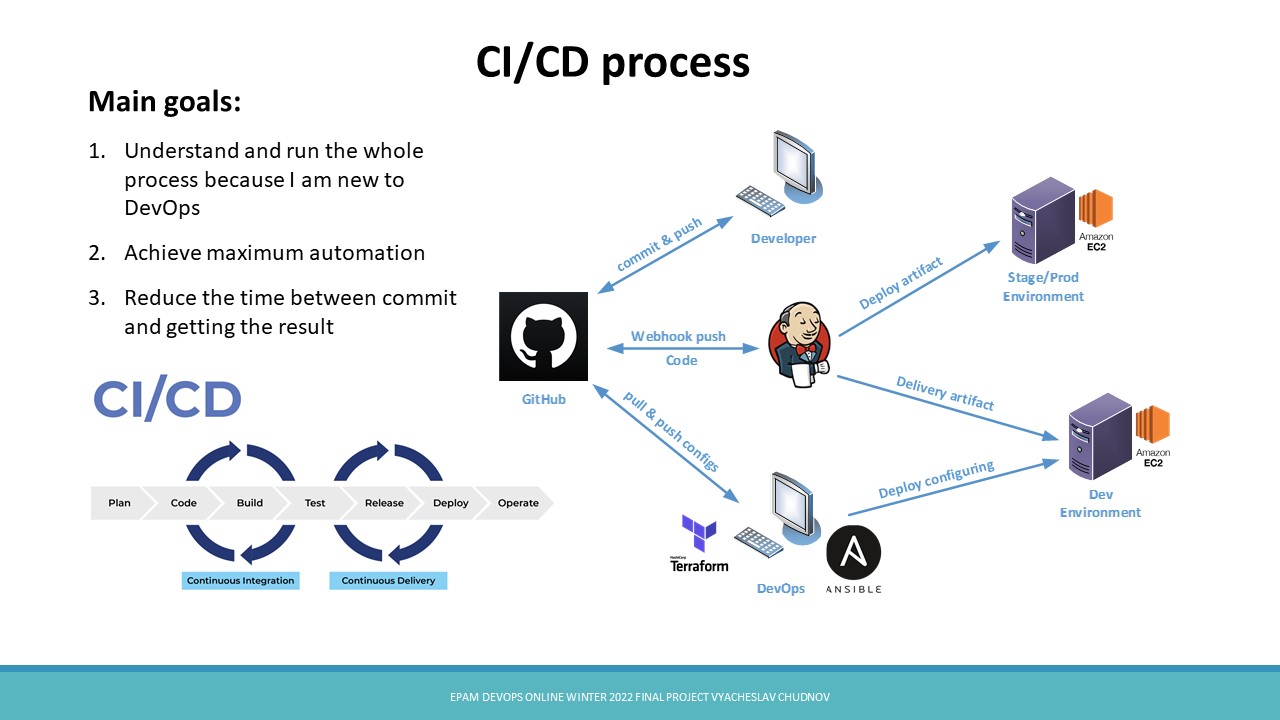 CI/CD process
Main goals:
1. Understand and run the whole
process because I am new to
DevOps
2. Achieve maximum automation
3. Reduce the time between commit
and getting the result
CI/CD
Plan
Code
Build
Test
Release
Deploy
Operate
Continuous Integration
Continuous Delivery
Developer
commit & push
GitHub
Webhook push
Code
pull & push configs
Deploy artifact
Delivery artifact
Deploy configuring
Amazon
EC2
Stage/Prod
Environment
Amazon
EC2
Dev
Environment
HashiCorp
Terraform
DevOps
ANSIBLE
EPAM DEVOPS ONLINE WINTER 2022 FINAL PROJECT VYACHESLAV CHUDNOV